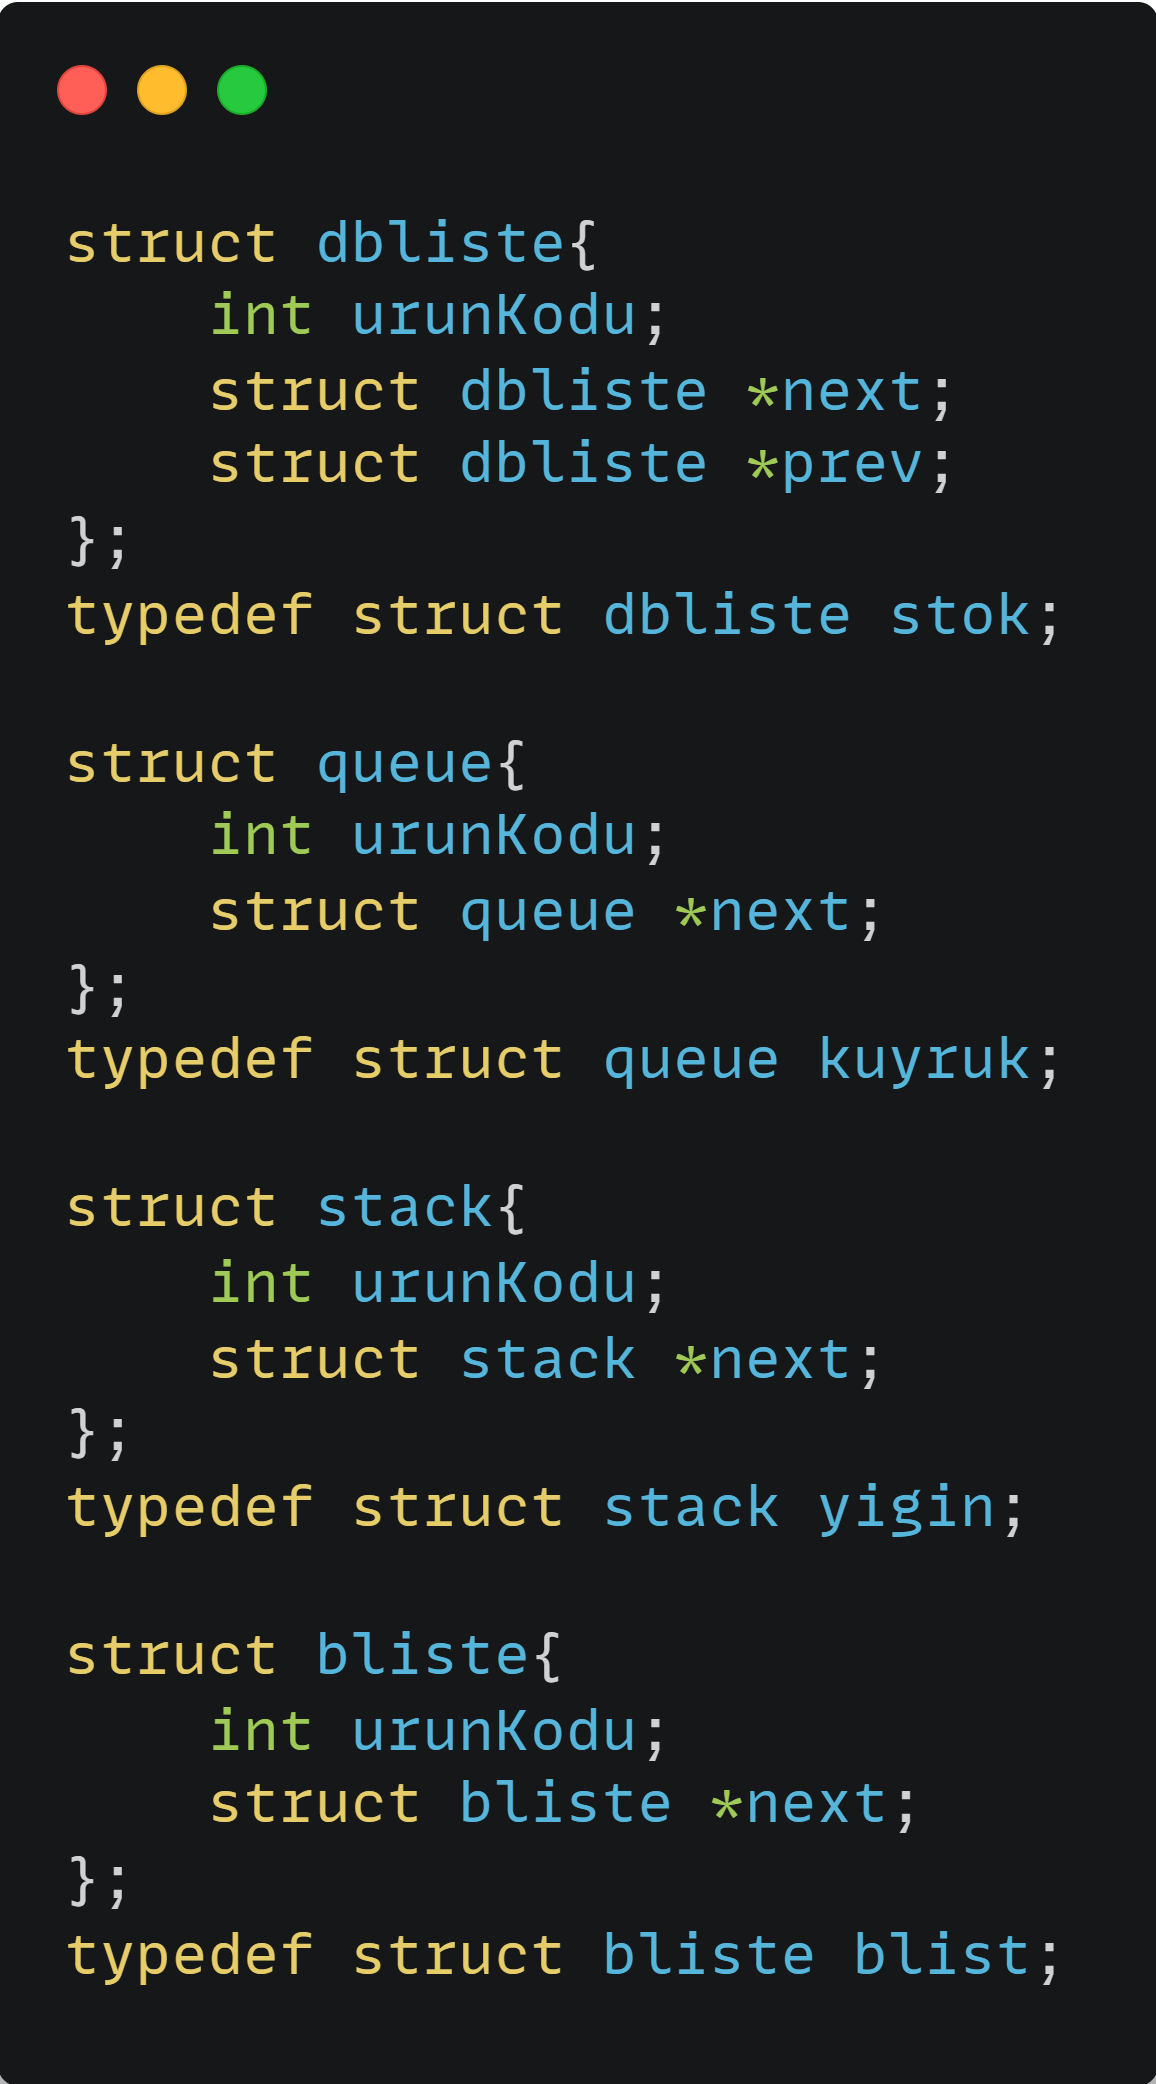 struct dbliste{
    int urunKodu;
    struct dbliste *next;
    struct dbliste *prev;
};
typedef struct dbliste stok;

struct queue{
    int urunKodu;
    struct queue *next;
};
typedef struct queue kuyruk;

struct stack{
    int urunKodu;
    struct stack *next;
};
typedef struct stack yigin;

struct bliste{
    int urunKodu;
    struct bliste *next;
};
typedef struct bliste blist;